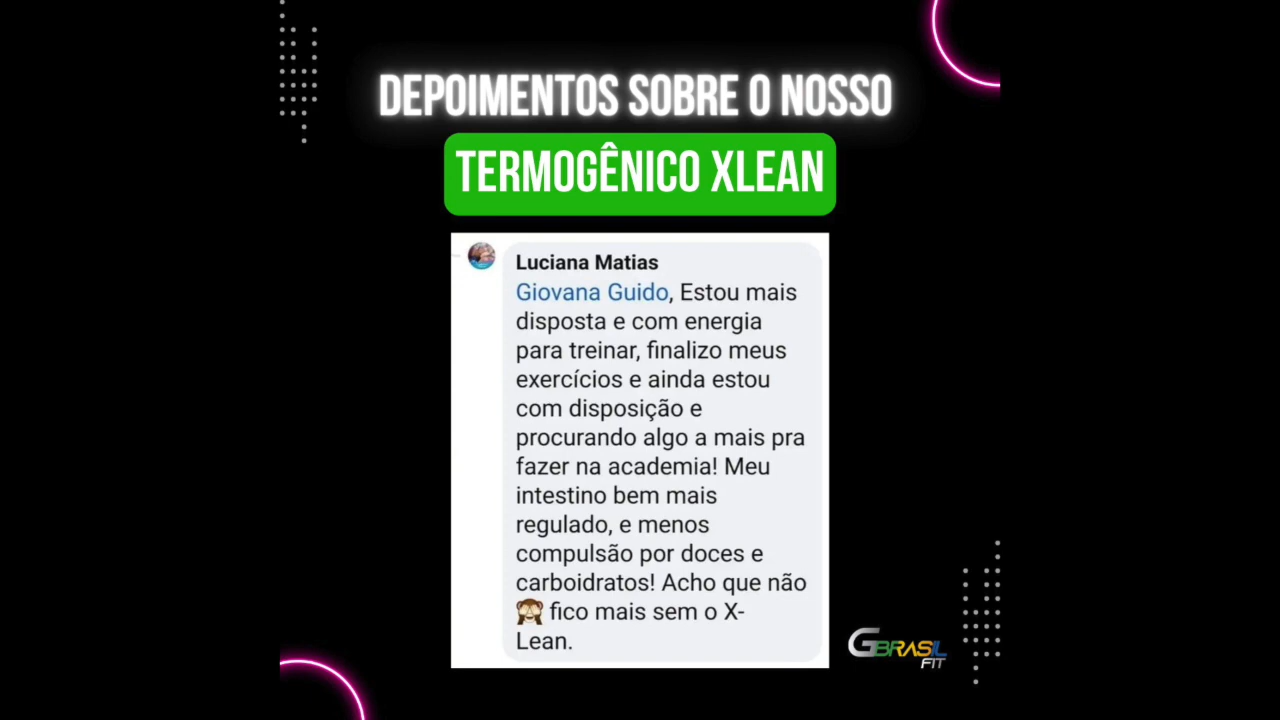 DEPOIMENTOS SOBRE O NOSSO
TERMOGÊNICO XLEAN
Luciana Matias
Giovana Guido, Estou mais
disposta e com energia
para treinar, finalizo meus
exercícios e ainda estou
com disposição e
procurando algo a mais pra
fazer na academia! Meu
intestino bem mais
regulado, e menos
compulsão por doces e
carboidratos! Acho que não
🙈 fico mais sem o X-
Lean.
GBRASIL
FIT